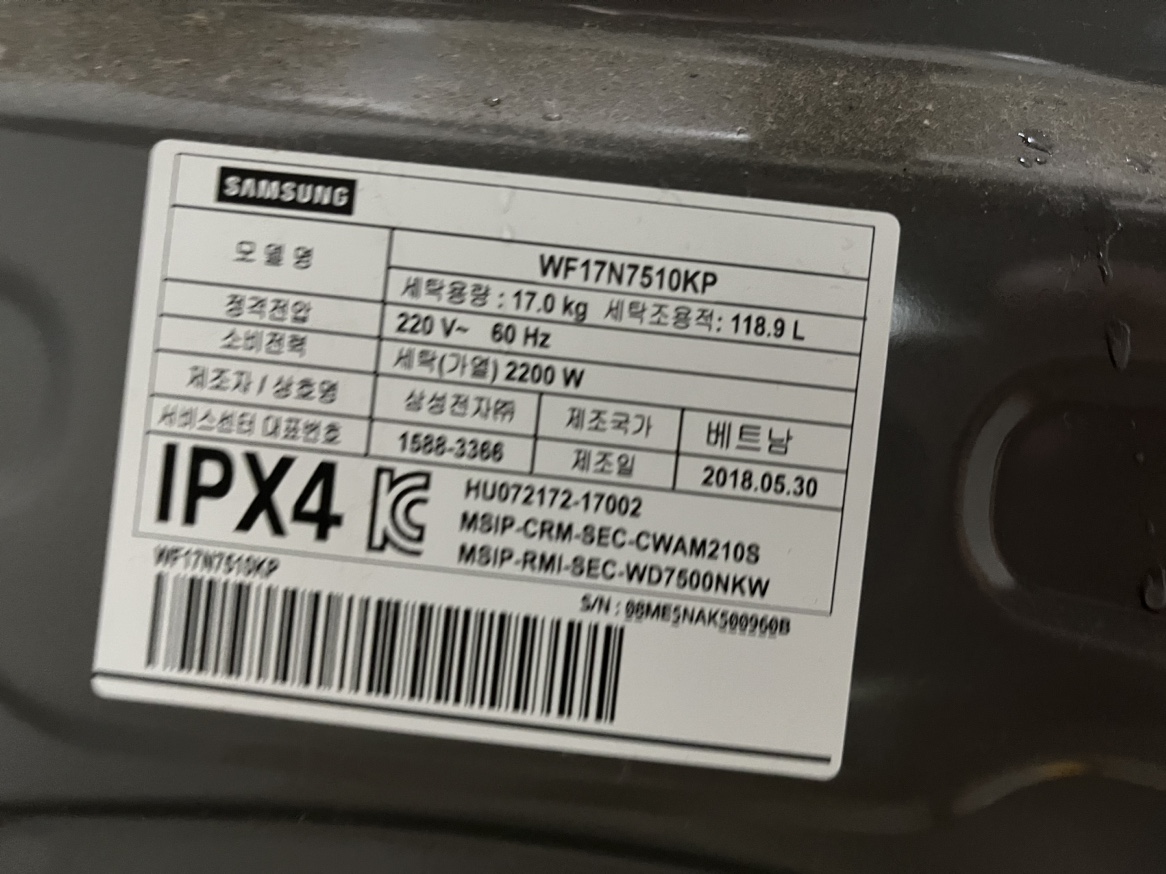 SAMSUNG
모 델 명 WF17N7510KP
세탁용량 : 17.0 kg 세탁조용적: 118.9 L
정격전압 220 V~ 60 Hz
소비전력 세탁(가열) 2200 W
제조자 / 상호명 삼성전자㈜ 제조국가 베트남
서비스센터 대표번호 1588-3366 제조일 2018.05.30
IPX4
HU072172-17002
MSIP-CRM-SEC-CWAM210S
MSIP-RMI-SEC-WD7500NKW
WF17N7510KP
S/N : 08ME5NAK500960B